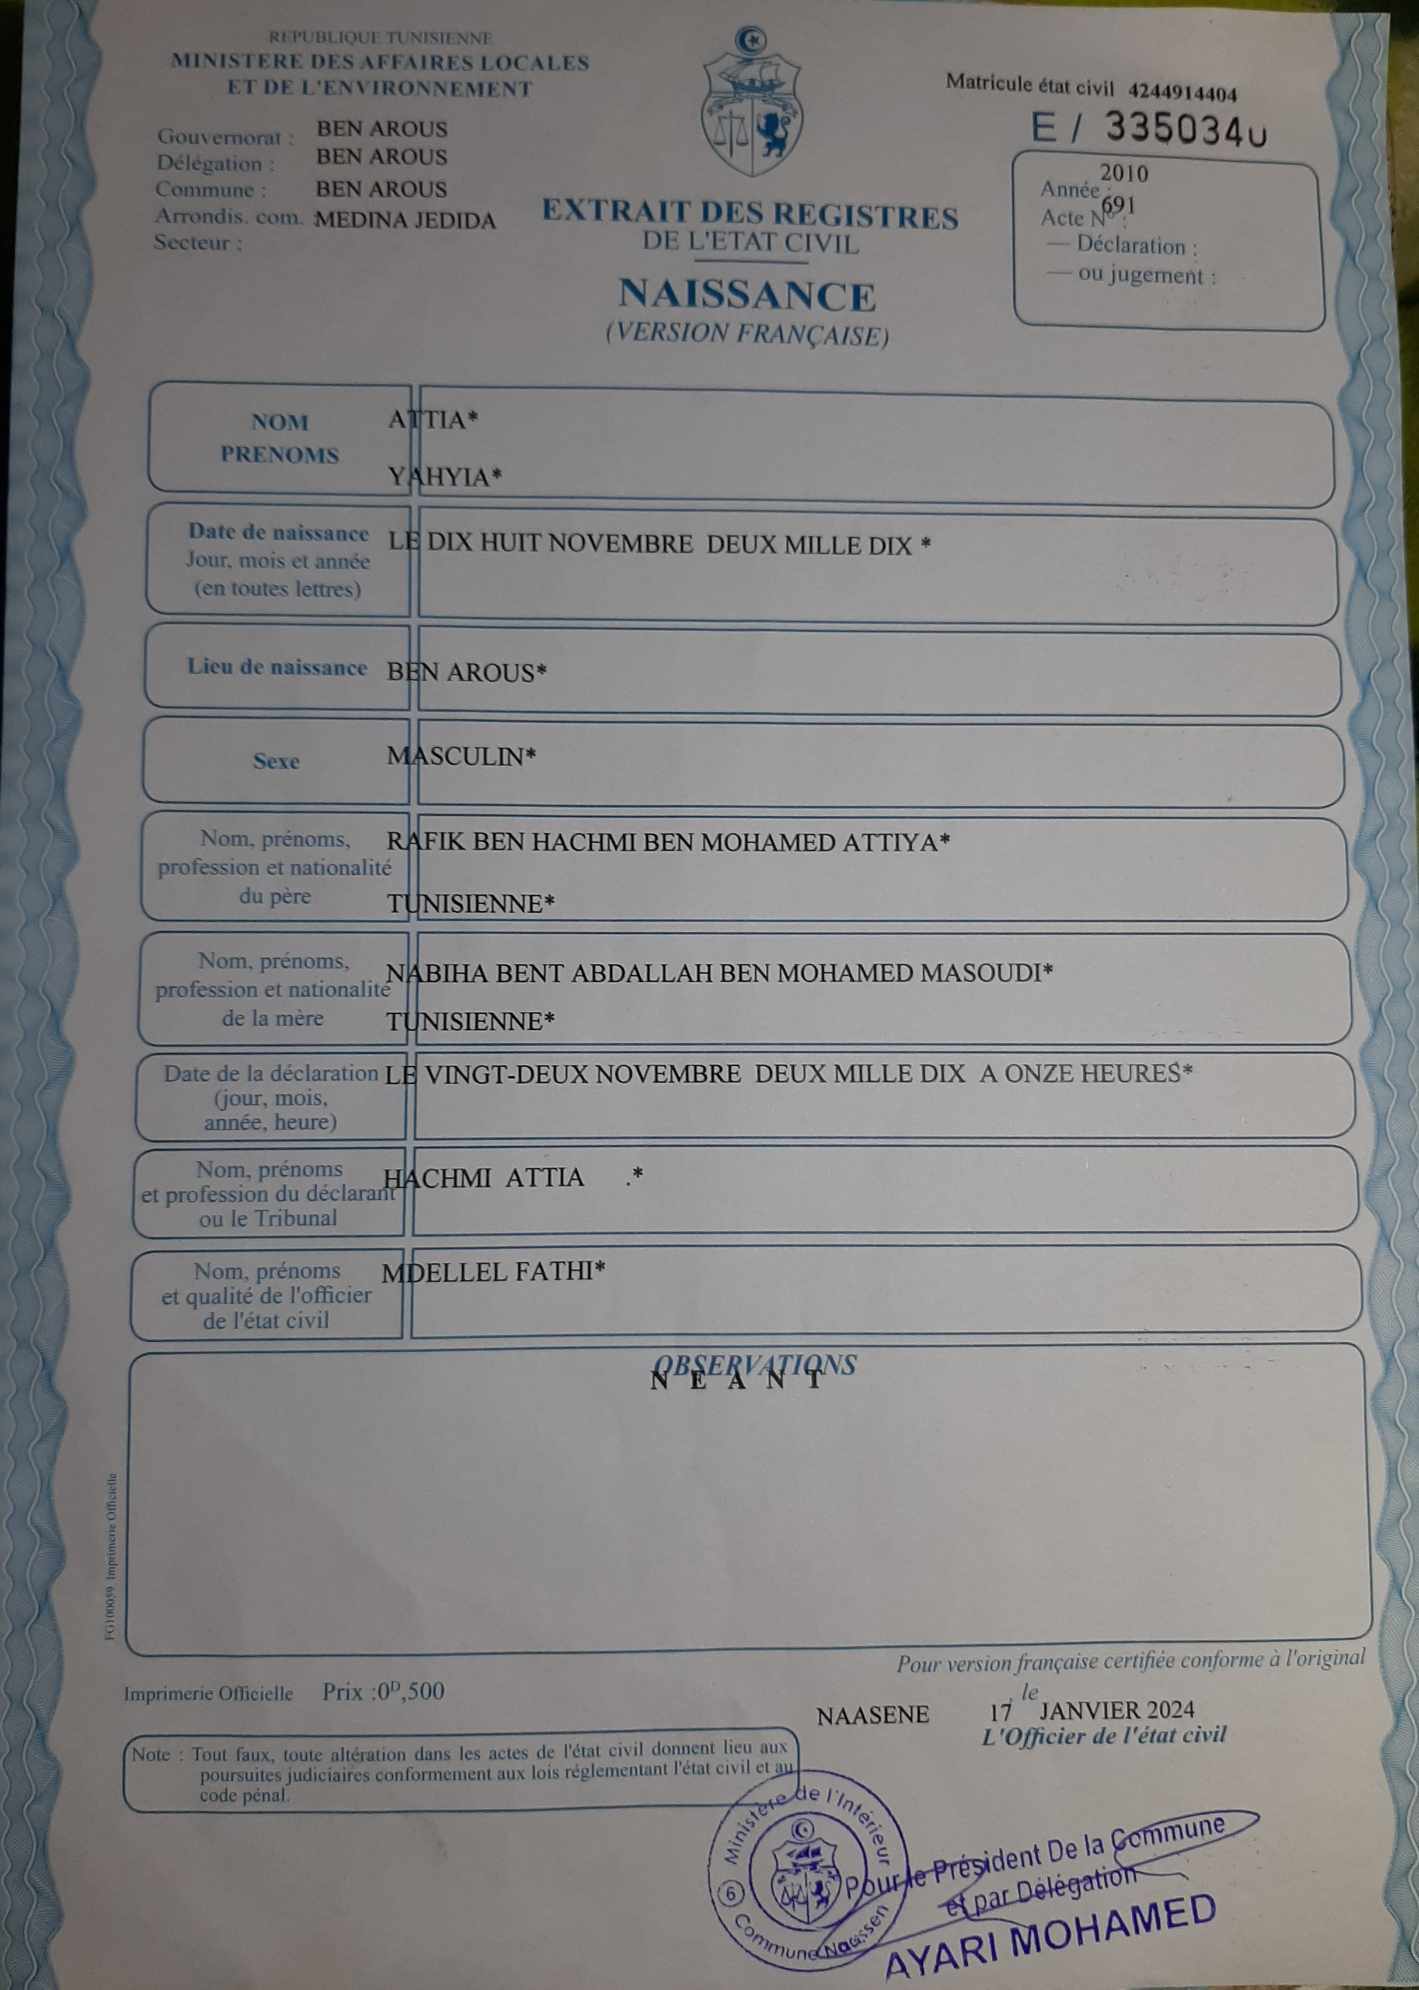 REPUBLIQUE TUNISIENNE
MINISTERE DES AFFAIRES LOCALES
ET DE L'ENVIRONNEMENT
Gouvernorat : BEN AROUS
Délégation : BEN AROUS
Commune : BEN AROUS
Arrondis. com. : MEDINA JEDIDA
Secteur :
Matricule état civil 4244914404
E / 335034u
Année : 2010
Acte N° : 691
— Déclaration :
— ou jugement :
EXTRAIT DES REGISTRES
DE L'ETAT CIVIL
NAISSANCE
(VERSION FRANÇAISE)
NOM ATTIA*
PRENOMS YAHYIA*
Date de naissance LE DIX HUIT NOVEMBRE DEUX MILLE DIX *
Jour, mois et année
(en toutes lettres)
Lieu de naissance BEN AROUS*
Sexe MASCULIN*
Nom, prénoms, RAFIK BEN HACHMI BEN MOHAMED ATTIYA*
profession et nationalité
du père TUNISIENNE*
Nom, prénoms, NABIHA BENT ABDALLAH BEN MOHAMED MASOUDI*
profession et nationalité
de la mère TUNISIENNE*
Date de la déclaration LE VINGT-DEUX NOVEMBRE DEUX MILLE DIX A ONZE HEURES*
(jour, mois,
année, heure)
Nom, prénoms HACHMI ATTIA .*
et profession du déclarant
ou le Tribunal
Nom, prénoms MDELLEL FATHI*
et qualité de l'officier
de l'état civil
OBSERVATIONS
N E A N T
FG100059 Imprimerie Officielle
Pour version française certifiée conforme à l'original
Imprimerie Officielle Prix :0ᴰ,500
NAASENE , le 17 JANVIER 2024
L'Officier de l'état civil
Note : Tout faux, toute altération dans les actes de l'état civil donnent lieu aux
poursuites judiciaires conformement aux lois réglementant l'état civil et au
code pénal.
Ministère de l'Intérieur
6
Commune Naassen
Pour le Président De la Commune
et par Délégation
AYARI MOHAMED